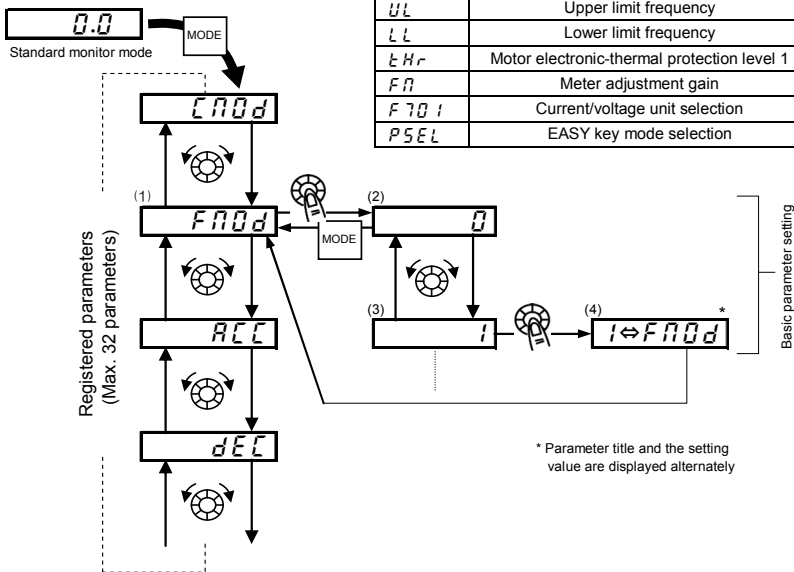 0.0
Standard monitor mode
MODE
UL Upper limit frequency
LL Lower limit frequency
tHr Motor electronic-thermal protection level 1
FM Meter adjustment gain
F701 Current/voltage unit selection
PSEL EASY key mode selection
CMOd
(1)
FMOd
MODE
(2)
0
(3)
1
(4)
*
1⇔FMOd
ACC
dEC
Registered parameters
(Max. 32 parameters)
Basic parameter setting
* Parameter title and the setting
value are displayed alternately